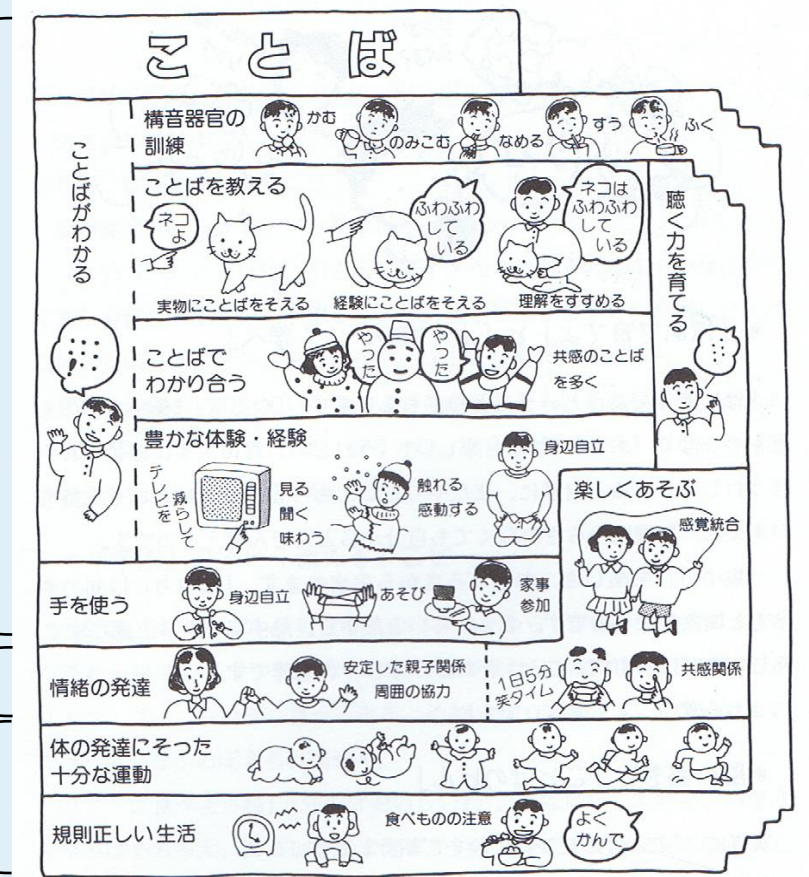 ことば
ことばがわかる
構音器官の
訓練
かむ
のみこむ
なめる
すう
ふく
ことばを教える
ネコ
よ
ふわふわ
して
いる
ネコは
ふわふわ
して
いる
実物にことばをそえる
経験にことばをそえる
理解をすすめる
聴く力を育てる
ことばで
わかり合う
やった
やった
共感のことば
を多く
豊かな体験・経験
テレビを
減らして
見る
聞く
味わう
触れる
感動する
身辺自立
楽しくあそぶ
感覚統合
手を使う
身辺自立
あそび
家事
参加
情緒の発達
安定した親子関係
周囲の協力
1日5分
笑タイム
共感関係
体の発達にそった
十分な運動
規則正しい生活
食べものの注意
よく
かんで